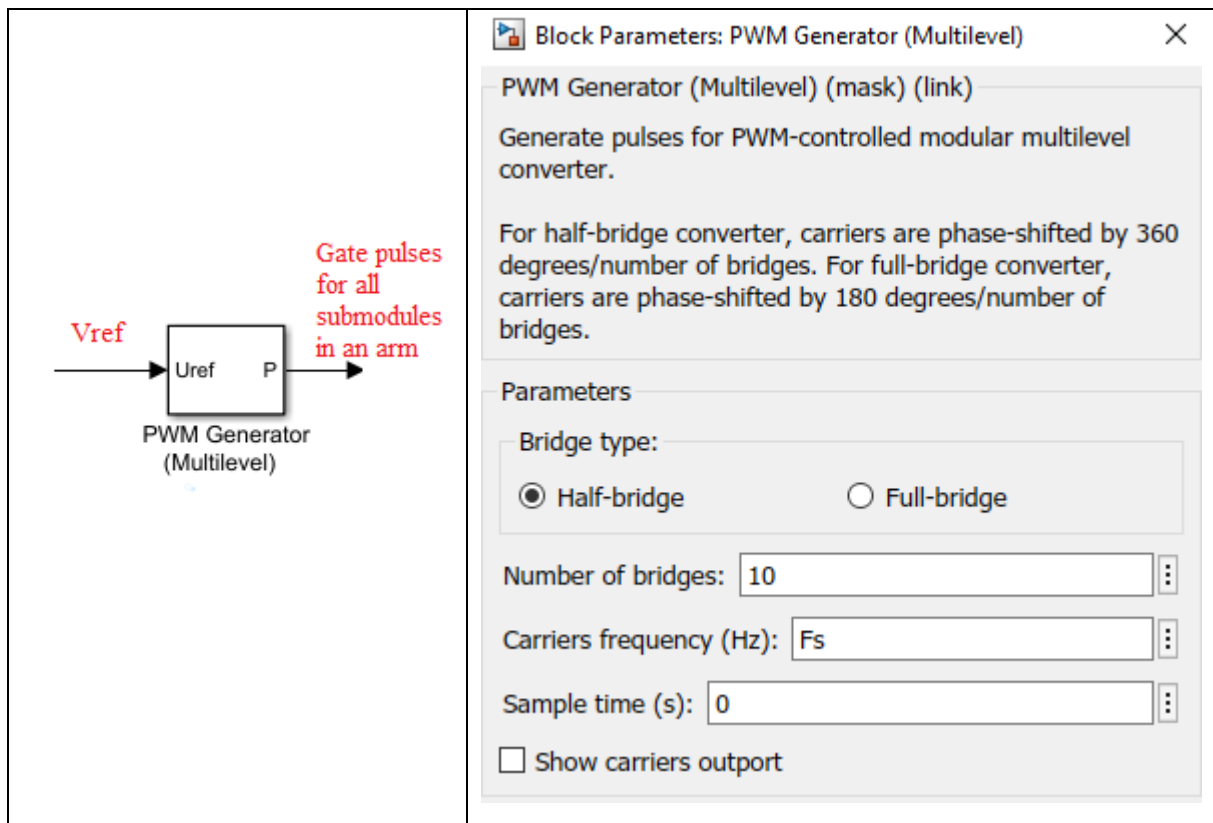 Vref
Gate pulses
for all
submodules
in an arm
Uref P
PWM Generator
(Multilevel)
Block Parameters: PWM Generator (Multilevel)
PWM Generator (Multilevel) (mask) (link)
Generate pulses for PWM-controlled modular multilevel
converter.
For half-bridge converter, carriers are phase-shifted by 360
degrees/number of bridges. For full-bridge converter,
carriers are phase-shifted by 180 degrees/number of
bridges.
Parameters
Bridge type:
Half-bridge Full-bridge
Number of bridges: 10
Carriers frequency (Hz): Fs
Sample time (s): 0
Show carriers outport